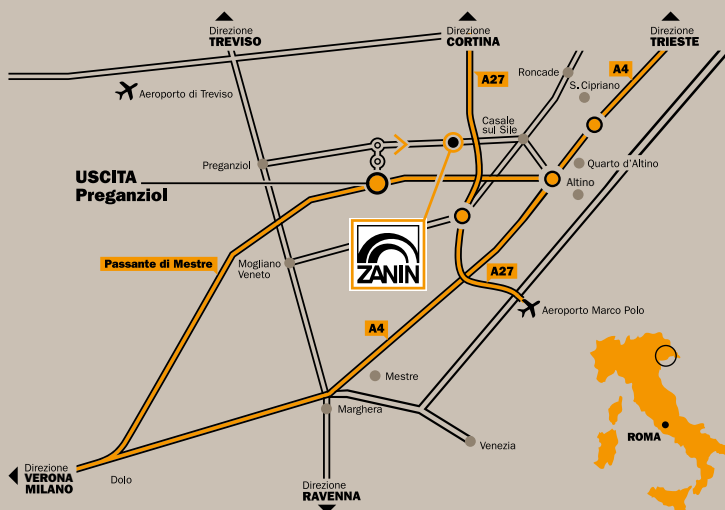 Direzione
TREVISO
Direzione
CORTINA
Direzione
TRIESTE
A4
A27
Roncade
S. Cipriano
Aeroporto di Treviso
Casale
sul Sile
Preganziol
Quarto d'Altino
USCITA
Preganziol
Altino
ZANIN
Passante di Mestre
Mogliano
Veneto
A27
Aeroporto Marco Polo
A4
Mestre
Marghera
ROMA
Venezia
Direzione
VERONA
MILANO
Dolo
Direzione
RAVENNA